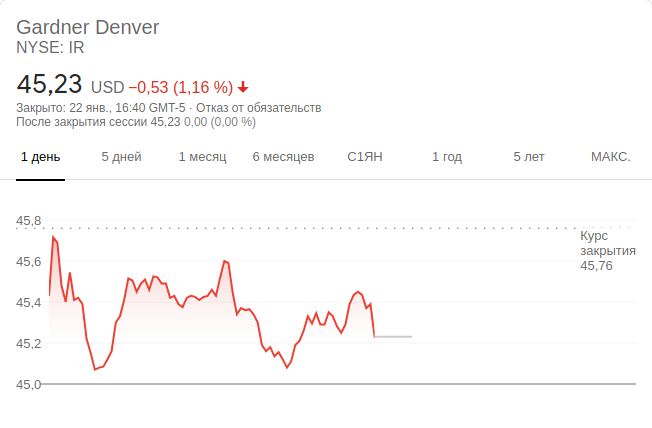 Gardner Denver
NYSE: IR
45,23 USD −0,53 (1,16 %)
Закрыто: 22 янв., 16:40 GMT-5 · Отказ от обязательств
После закрытия сессии 45,23 0,00 (0,00 %)
1 день 5 дней 1 месяц 6 месяцев С1ЯН 1 год 5 лет МАКС.
45,8
Курс
закрытия
45,76
45,6
45,4
45,2
45,0